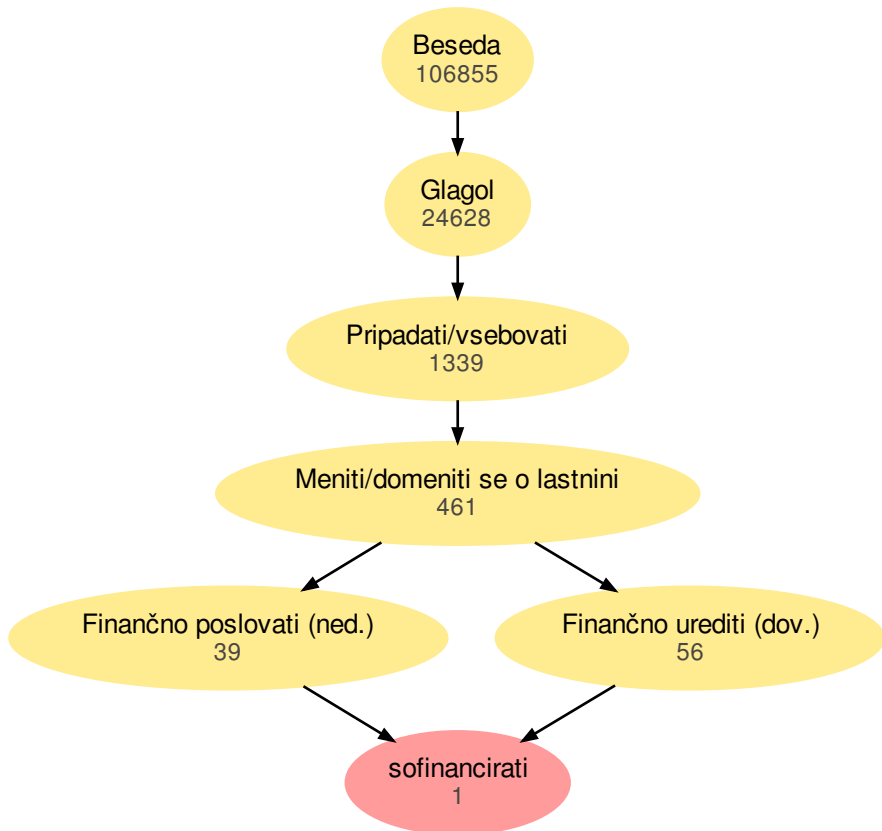 Beseda
106855
Glagol
24628
Pripadati/vsebovati
1339
Meniti/domeniti se o lastnini
461
Finančno poslovati (ned.)
39
Finančno urediti (dov.)
56
sofinancirati
1